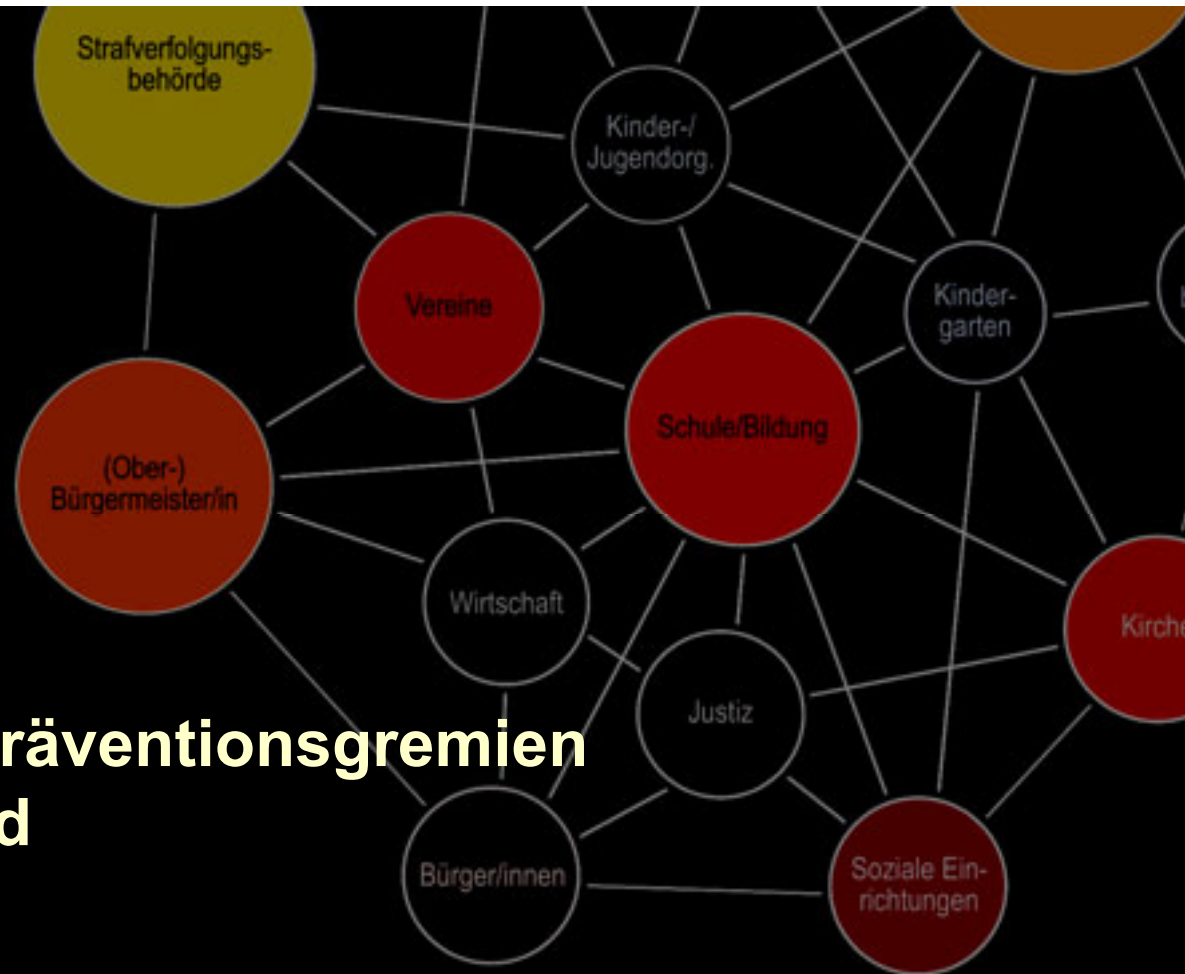 Strafverfolgungs-
behörde
Kinder-/
Jugendorg.
Vereine
Kinder-
garten
Schule/Bildung
(Ober-)
Bürgermeister/in
Wirtschaft
Kirche
Justiz
räventionsgremien
d
Bürger/innen
Soziale Ein-
richtungen